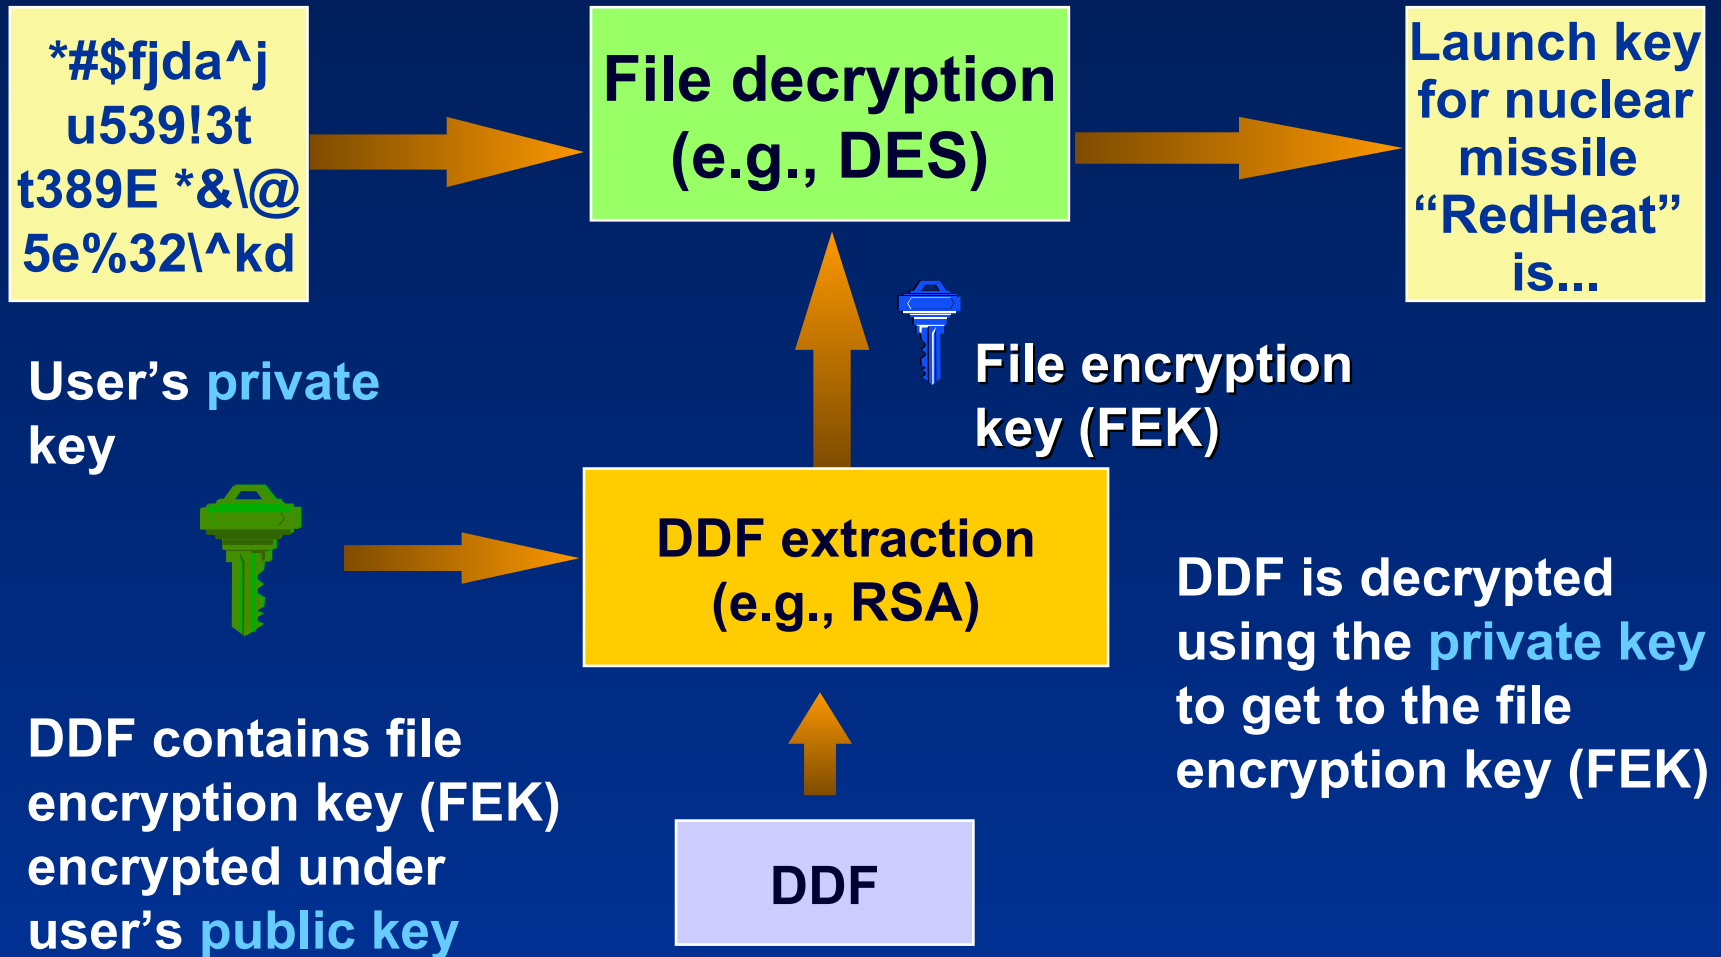 *#$fjda^j
u539!3t
t389E *&\@
5e%32\^kd
File decryption
(e.g., DES)
Launch key
for nuclear
missile
“RedHeat”
is...
User’s private
key
File encryption
key (FEK)
DDF extraction
(e.g., RSA)
DDF is decrypted
using the private key
to get to the file
encryption key (FEK)
DDF contains file
encryption key (FEK)
encrypted under
user’s public key
DDF